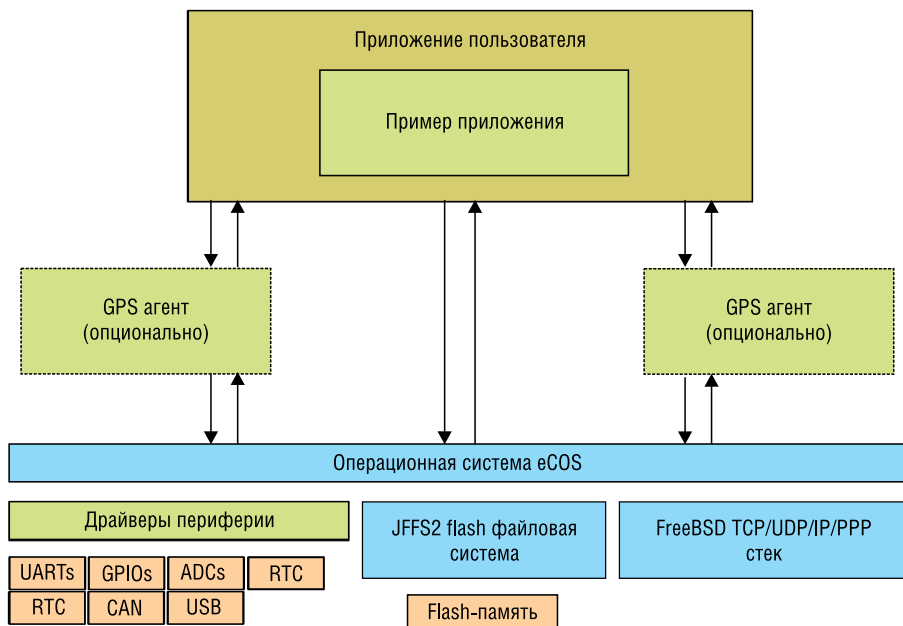 Приложение пользователя
Пример приложения
GPS агент
(опционально)
GPS агент
(опционально)
Операционная система eCOS
Драйверы периферии
JFFS2 flash файловая
система
FreeBSD TCP/UDP/IP/PPP
стек
UARTs
GPIOs
ADCs
RTC
RTC
CAN
USB
Flash-память